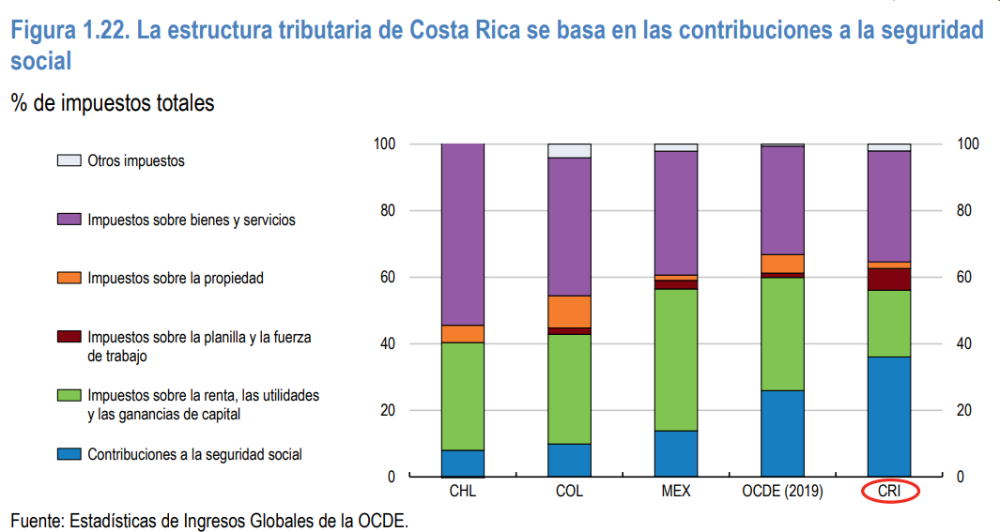 Figura 1.22. La estructura tributaria de Costa Rica se basa en las contribuciones a la seguridad
social
% de impuestos totales
Otros impuestos
Impuestos sobre bienes y servicios
Impuestos sobre la propiedad
Impuestos sobre la planilla y la fuerza
de trabajo
Impuestos sobre la renta, las utilidades
y las ganancias de capital
Contribuciones a la seguridad social
100 100
80 80
60 60
40 40
20 20
0 0
CHL COL MEX OCDE (2019) CRI
Fuente: Estadísticas de Ingresos Globales de la OCDE.